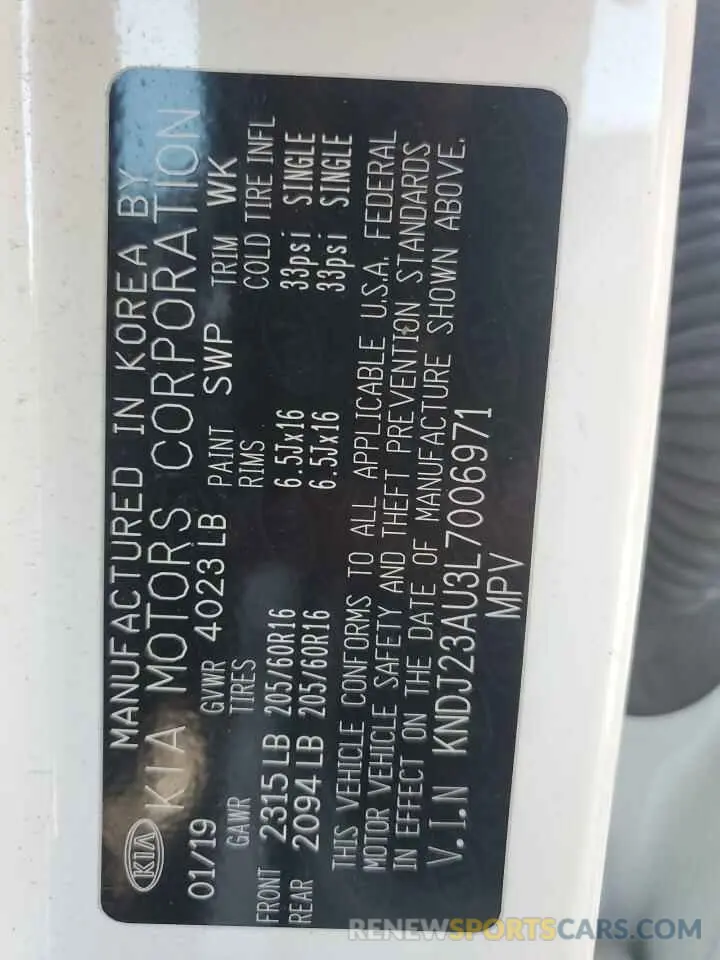 MANUFACTURED IN KOREA BY
KIA KIA MOTORS CORPORATION
01/19 GVWR 4023 LB PAINT SWP TRIM WK
GAWR TIRES RIMS COLD TIRE INFL
FRONT 2315 LB 205/60R16 6.5Jx16 33psi SINGLE
REAR 2094 LB 205/60R16 6.5Jx16 33psi SINGLE
THIS VEHICLE CONFORMS TO ALL APPLICABLE U.S.A. FEDERAL
MOTOR VEHICLE SAFETY AND THEFT PREVENTION STANDARDS
IN EFFECT ON THE DATE OF MANUFACTURE SHOWN ABOVE.
V.I.N KNDJ23AU3L7006971
MPV
RENEWSPORTSCARS.COM